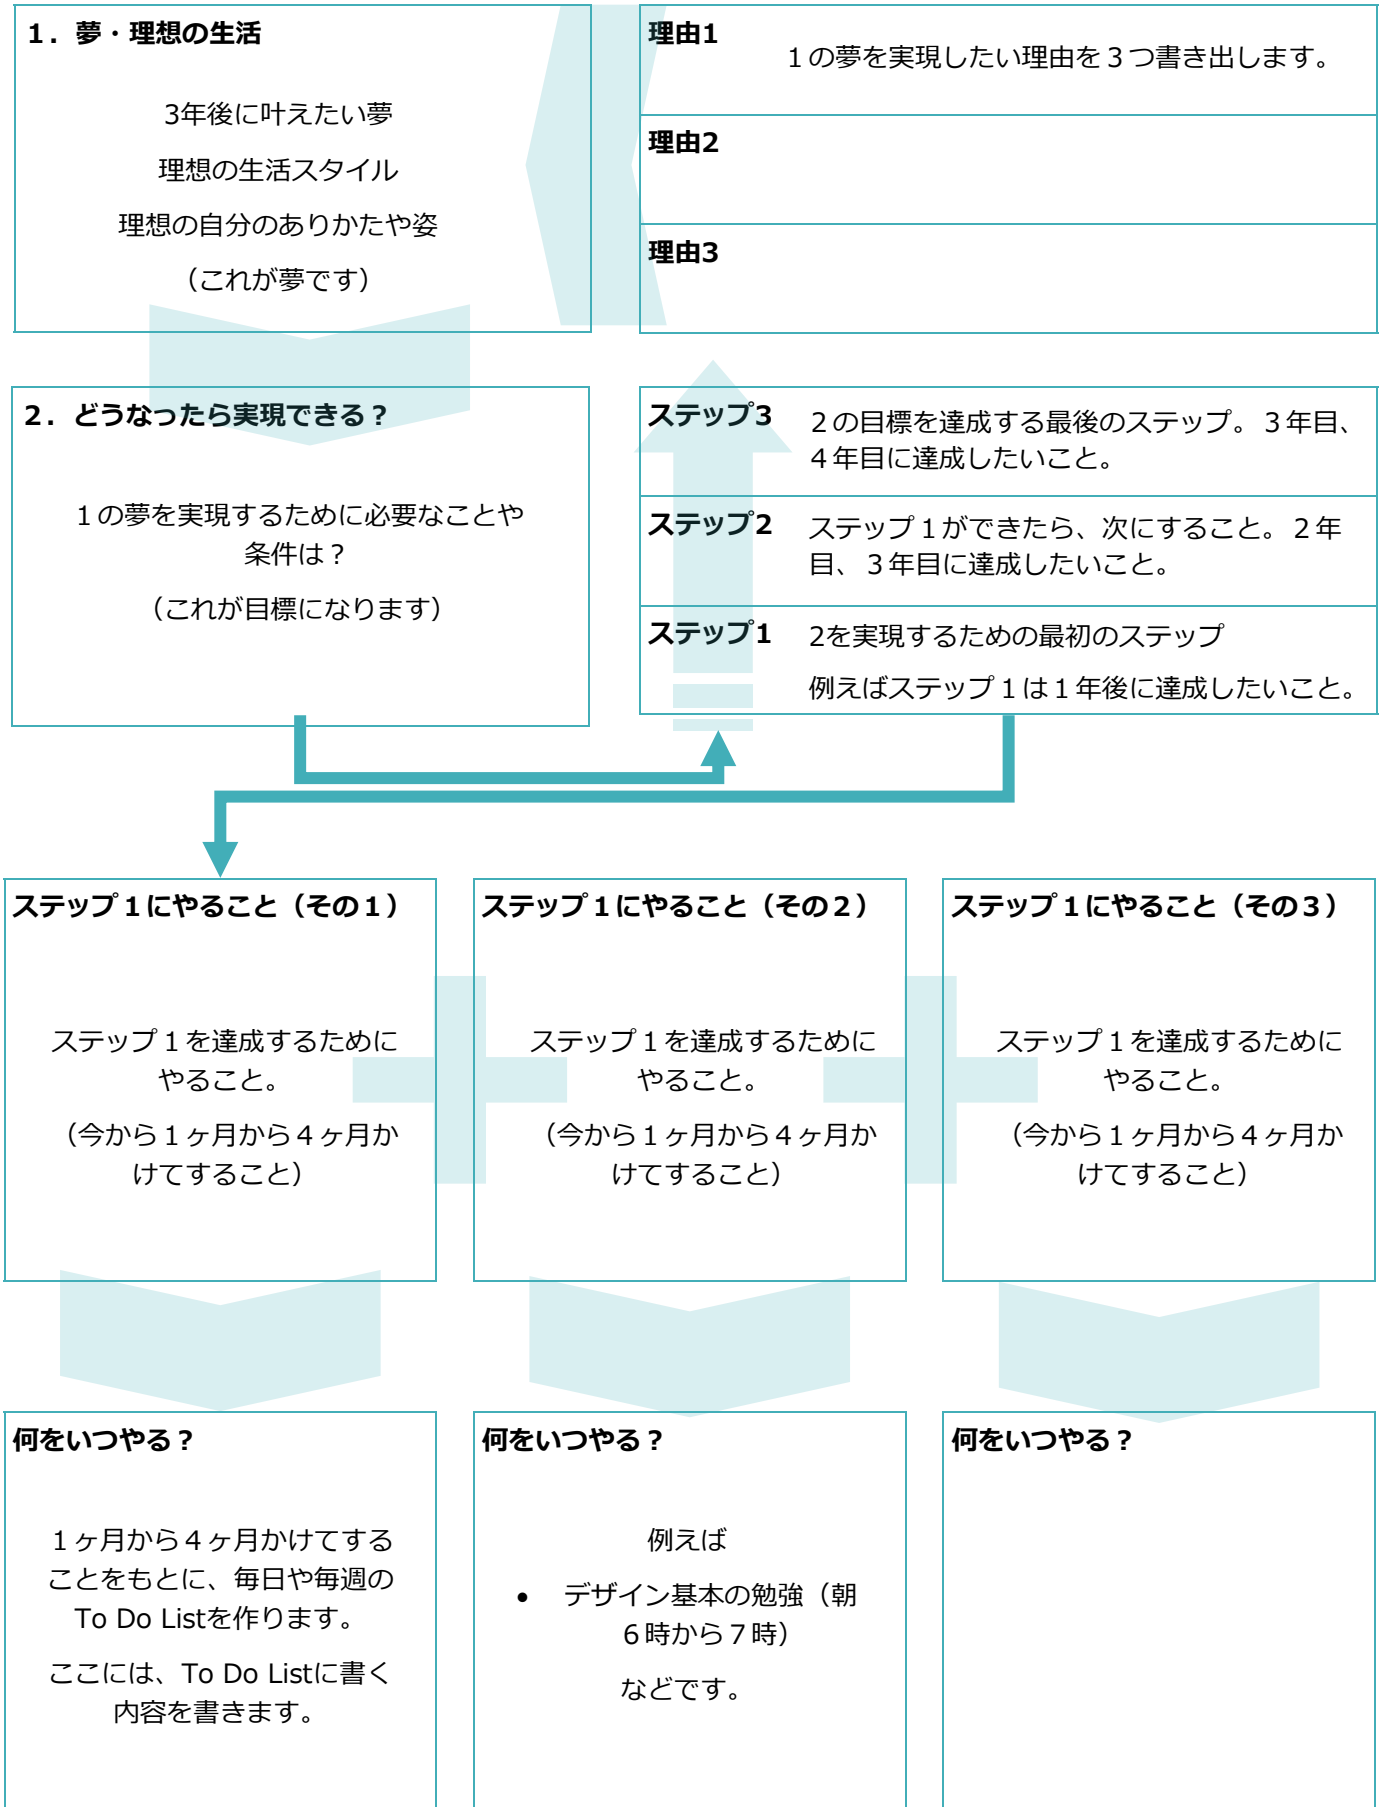 1．夢・理想の生活
3年後に叶えたい夢
理想の生活スタイル
理想の自分のありかたや姿
（これが夢です）
理由1
１の夢を実現したい理由を３つ書き出します。
理由2
理由3
2．どうなったら実現できる？
１の夢を実現するために必要なことや
条件は？
（これが目標になります）
ステップ3
２の目標を達成する最後のステップ。３年目、
４年目に達成したいこと。
ステップ2
ステップ１ができたら、次にすること。２年
目、３年目に達成したいこと。
ステップ1
2を実現するための最初のステップ
例えばステップ１は１年後に達成したいこと。
ステップ１にやること（その１）
ステップ１を達成するために
やること。
（今から１ヶ月から４ヶ月か
けてすること）
ステップ１にやること（その２）
ステップ１を達成するために
やること。
（今から１ヶ月から４ヶ月か
けてすること）
ステップ１にやること（その３）
ステップ１を達成するために
やること。
（今から１ヶ月から４ヶ月か
けてすること）
何をいつやる？
１ヶ月から４ヶ月かけてする
ことをもとに、毎日や毎週の
To Do Listを作ります。
ここには、To Do Listに書く
内容を書きます。
何をいつやる？
例えば
• デザイン基本の勉強（朝
６時から７時）
などです。
何をいつやる？